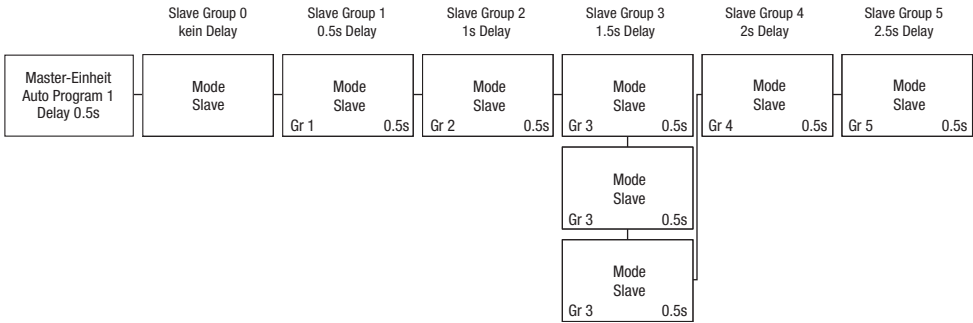 Slave Group 0
kein Delay
Slave Group 1
0.5s Delay
Slave Group 2
1s Delay
Slave Group 3
1.5s Delay
Slave Group 4
2s Delay
Slave Group 5
2.5s Delay
Master-Einheit
Auto Program 1
Delay 0.5s
Mode
Slave
Mode
Slave
Gr 1 0.5s
Mode
Slave
Gr 2 0.5s
Mode
Slave
Gr 3 0.5s
Mode
Slave
Gr 4 0.5s
Mode
Slave
Gr 5 0.5s
Mode
Slave
Gr 3 0.5s
Mode
Slave
Gr 3 0.5s